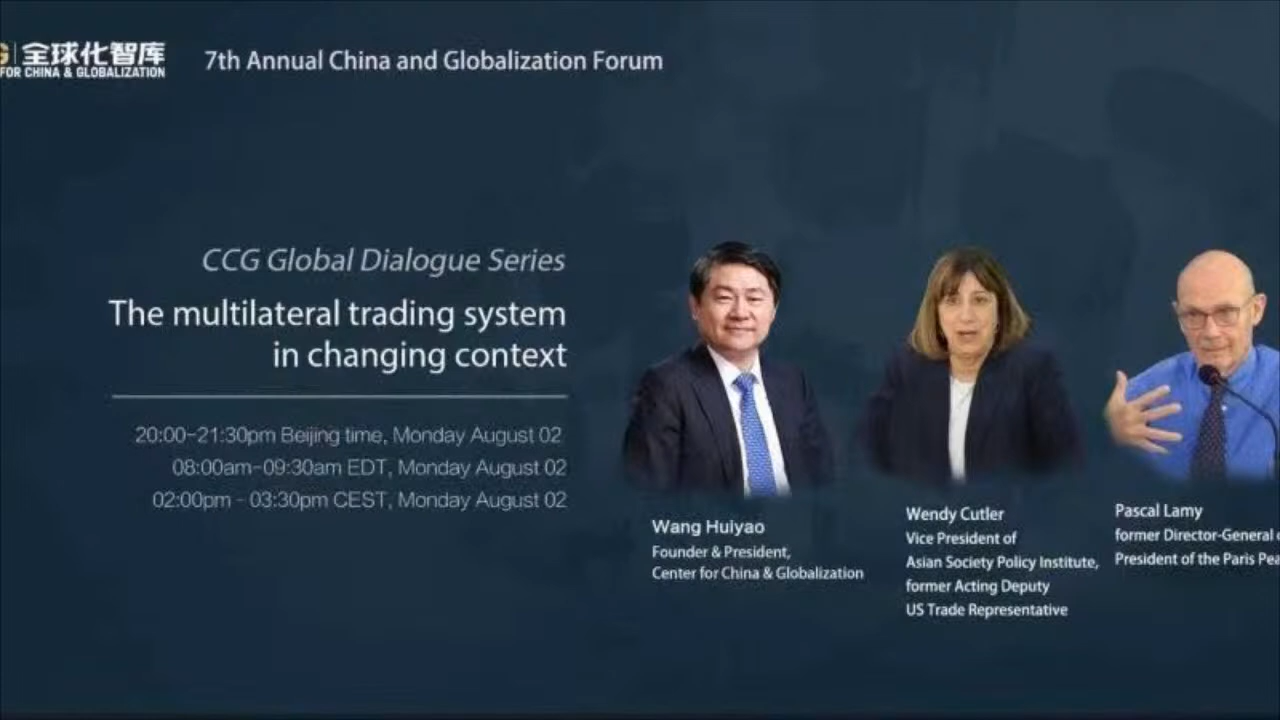 全球化智库
FOR CHINA & GLOBALIZATION
7th Annual China and Globalization Forum
CCG Global Dialogue Series
The multilateral trading system
in changing context
20:00-21:30pm Beijing time, Monday August 02
08:00am-09:30am EDT, Monday August 02
02:00pm - 03:30pm CEST, Monday August 02
Wang Huiyao
Founder & President,
Center for China & Globalization
Wendy Cutler
Vice President of
Asian Society Policy Institute,
former Acting Deputy
US Trade Representative
Pascal Lamy
former Director-General
President of the Paris